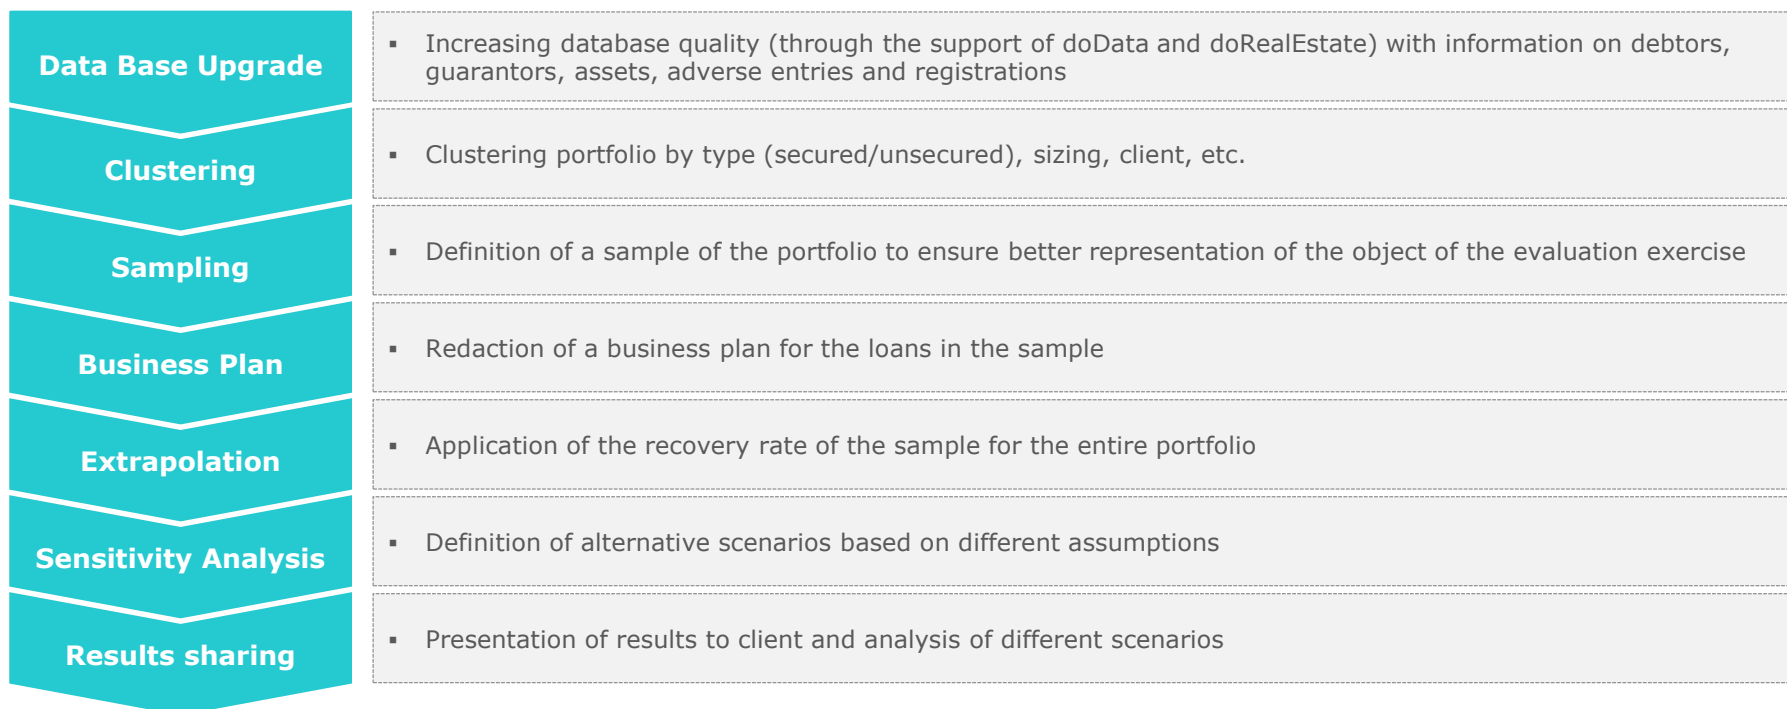 Data Base Upgrade
▪ Increasing database quality (through the support of doData and doRealEstate) with information on debtors,
guarantors, assets, adverse entries and registrations
Clustering
▪ Clustering portfolio by type (secured/unsecured), sizing, client, etc.
Sampling
▪ Definition of a sample of the portfolio to ensure better representation of the object of the evaluation exercise
Business Plan
▪ Redaction of a business plan for the loans in the sample
Extrapolation
▪ Application of the recovery rate of the sample for the entire portfolio
Sensitivity Analysis
▪ Definition of alternative scenarios based on different assumptions
Results sharing
▪ Presentation of results to client and analysis of different scenarios